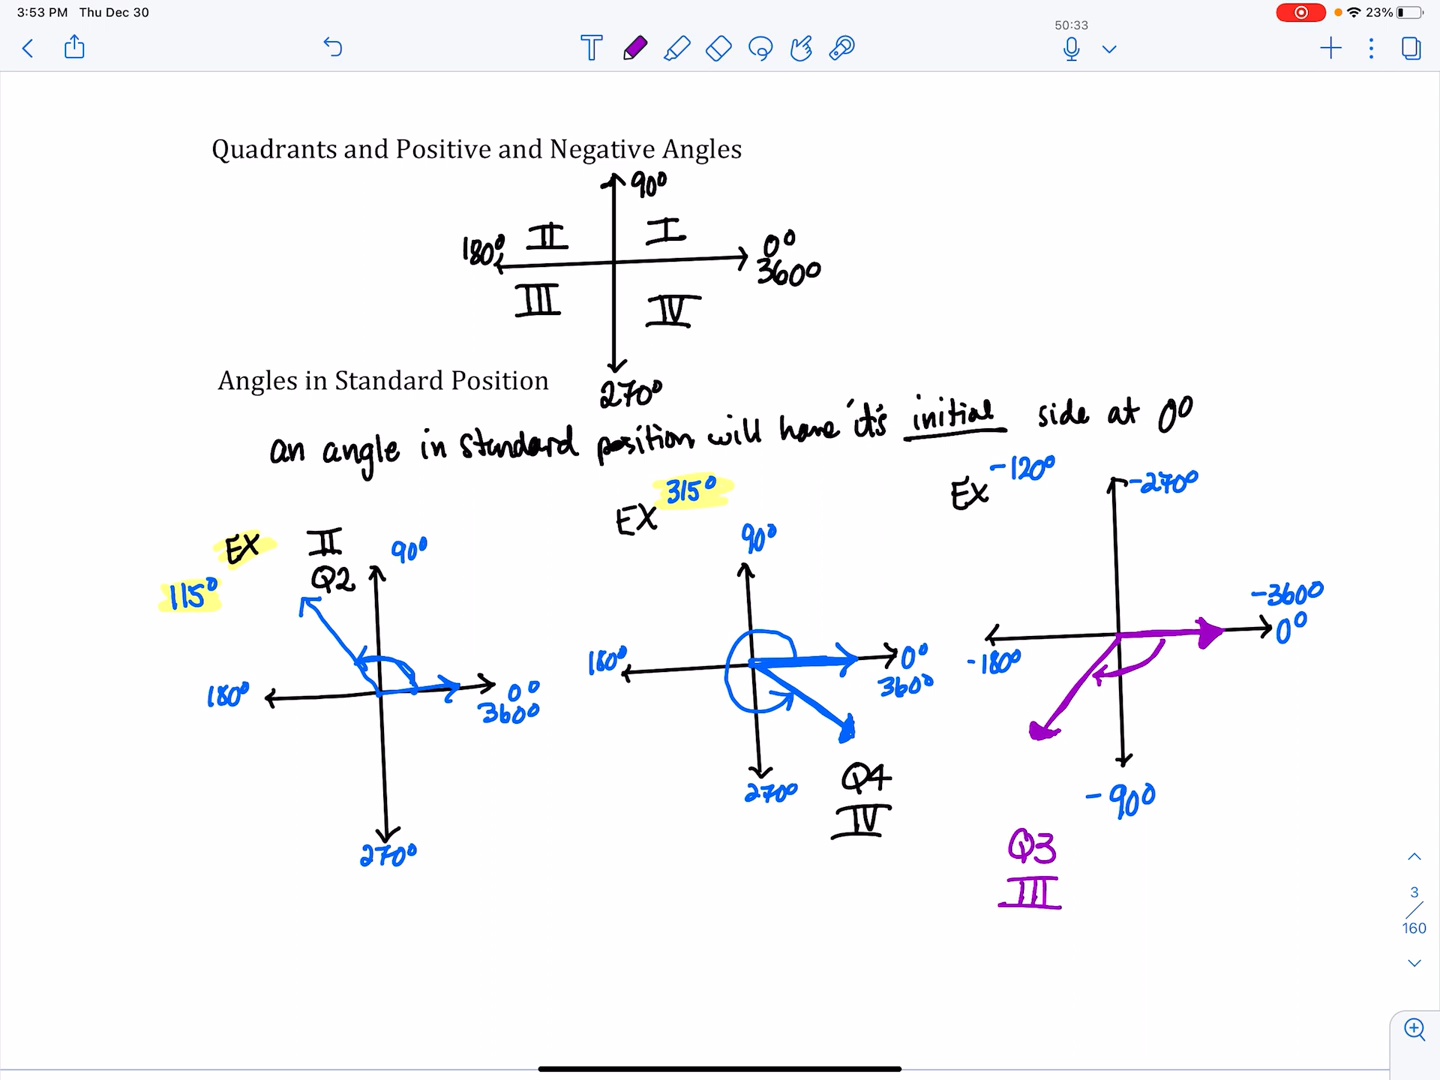 3:53 PM Thu Dec 30
23%
50:33
T
Quadrants and Positive and Negative Angles
90°
180° II I 0°
360°
III IV
270°
Angles in Standard Position
an angle in standard position will have it's initial side at 0°
EX 115°
II
Q2
90°
180°
0°
360°
270°
EX 315°
90°
180°
0°
360°
270°
Q4
IV
EX -120°
-270°
-360°
0°
-180°
-90°
Q3
III
3
/
160